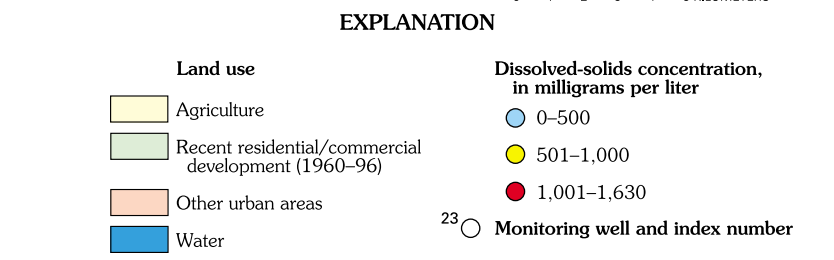 EXPLANATION
Land use
Agriculture
Recent residential/commercial
development (1960–96)
Other urban areas
Water
Dissolved-solids concentration,
in milligrams per liter
0–500
501–1,000
1,001–1,630
23 Monitoring well and index number